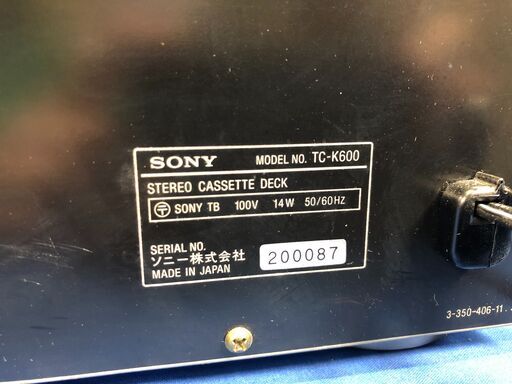 SONY MODEL NO. TC-K600
STEREO CASSETTE DECK
〒 SONY TB 100V 14W 50/60HZ
SERIAL NO. 200087
ソニー株式会社
MADE IN JAPAN
3-350-406-11